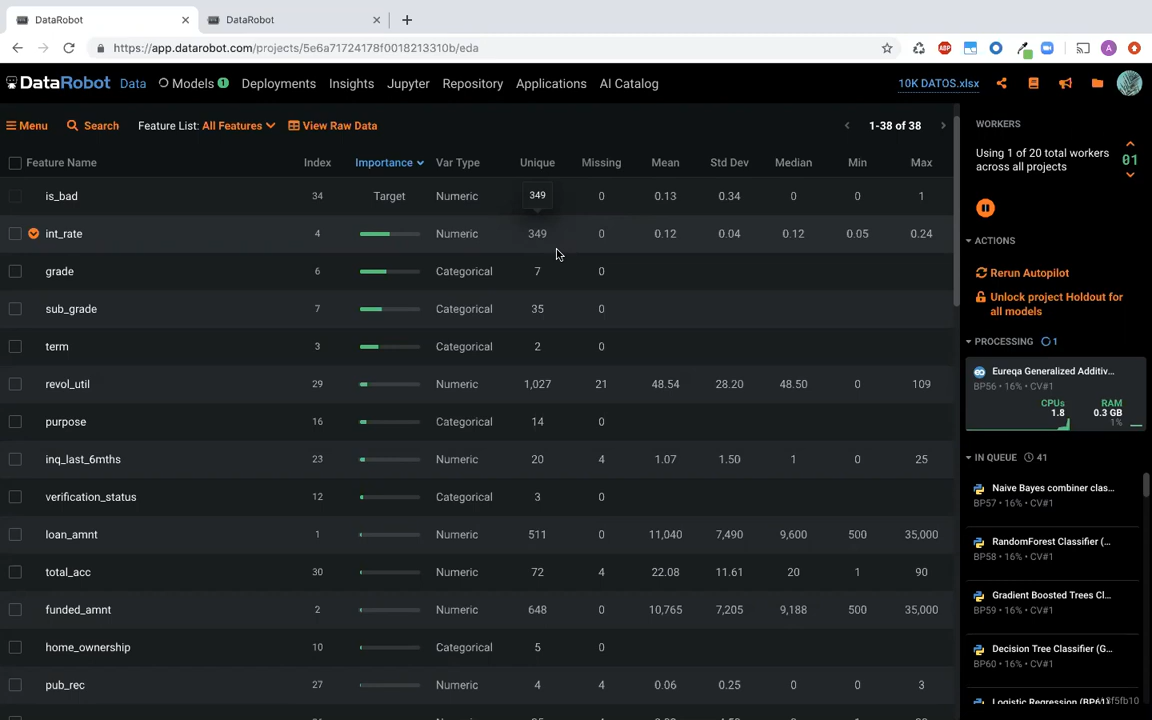 DataRobot
DataRobot
https://app.datarobot.com/projects/5e6a71724178f0018213310b/eda
DataRobot Data Models 1 Deployments Insights Jupyter Repository Applications AI Catalog 10K DATOS.xlsx
Menu Search Feature List: All Features View Raw Data 1-38 of 38
Feature Name Index Importance Var Type Unique Missing Mean Std Dev Median Min Max
is_bad 34 Target Numeric 349 0 0.13 0.34 0 0 1
int_rate 4 Numeric 349 0 0.12 0.04 0.12 0.05 0.24
grade 6 Categorical 7 0
sub_grade 7 Categorical 35 0
term 3 Categorical 2 0
revol_util 29 Numeric 1,027 21 48.54 28.20 48.50 0 109
purpose 16 Categorical 14 0
inq_last_6mths 23 Numeric 20 4 1.07 1.50 1 0 25
verification_status 12 Categorical 3 0
loan_amnt 1 Numeric 511 0 11,040 7,490 9,600 500 35,000
total_acc 30 Numeric 72 4 22.08 11.61 20 1 90
funded_amnt 2 Numeric 648 0 10,765 7,205 9,188 500 35,000
home_ownership 10 Categorical 5 0
pub_rec 27 Numeric 4 4 0.06 0.25 0 0 3
WORKERS
Using 1 of 20 total workers
across all projects
01
ACTIONS
Rerun Autopilot
Unlock project Holdout for
all models
PROCESSING 1
Eureqa Generalized Additiv...
BP56 • 16% • CV#1
CPUs RAM
1.8 0.3 GB
1%
IN QUEUE 41
Naive Bayes combiner clas...
BP57 • 16% • CV#1
RandomForest Classifier (...
BP58 • 16% • CV#1
Gradient Boosted Trees Cl...
BP59 • 16% • CV#1
Decision Tree Classifier (G...
BP60 • 16% • CV#1
Logistic Regression (BP61)